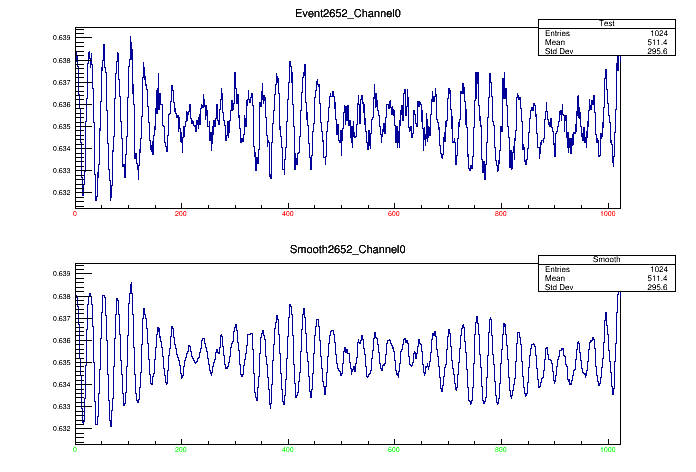 Event2652_Channel0
Test
Entries 1024
Mean 511.4
Std Dev 295.6
0.639
0.638
0.637
0.636
0.635
0.634
0.633
0.632
0 200 400 600 800 1000
Smooth2652_Channel0
Smooth
Entries 1024
Mean 511.4
Std Dev 295.6
0.639
0.638
0.637
0.636
0.635
0.634
0.633
0.632
0 200 400 600 800 1000